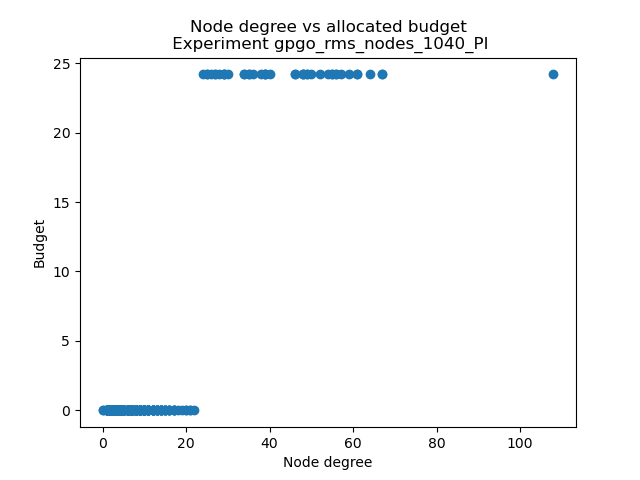 Node degree vs allocated budget
Experiment gpgo_rms_nodes_1040_PI
25
20
15
10
5
0
Budget
0 20 40 60 80 100
Node degree